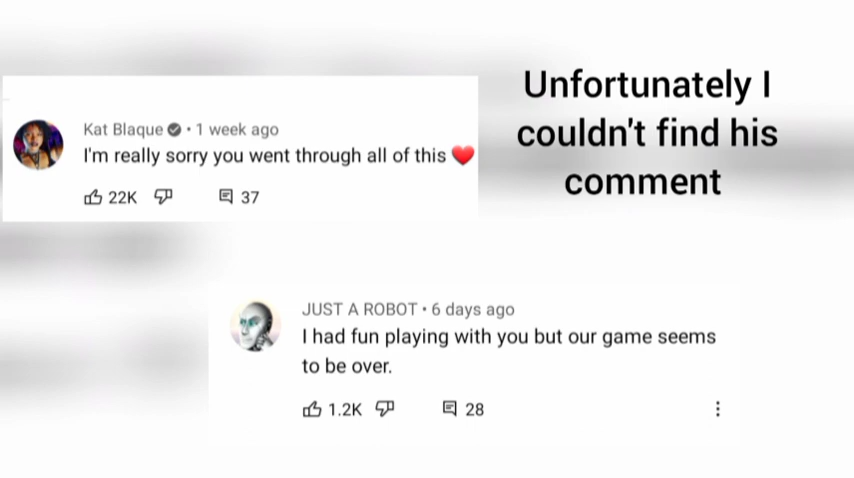 Kat Blaque • 1 week ago
I'm really sorry you went through all of this ❤️
22K 37
Unfortunately I
couldn't find his
comment
JUST A ROBOT • 6 days ago
I had fun playing with you but our game seems
to be over.
1.2K 28